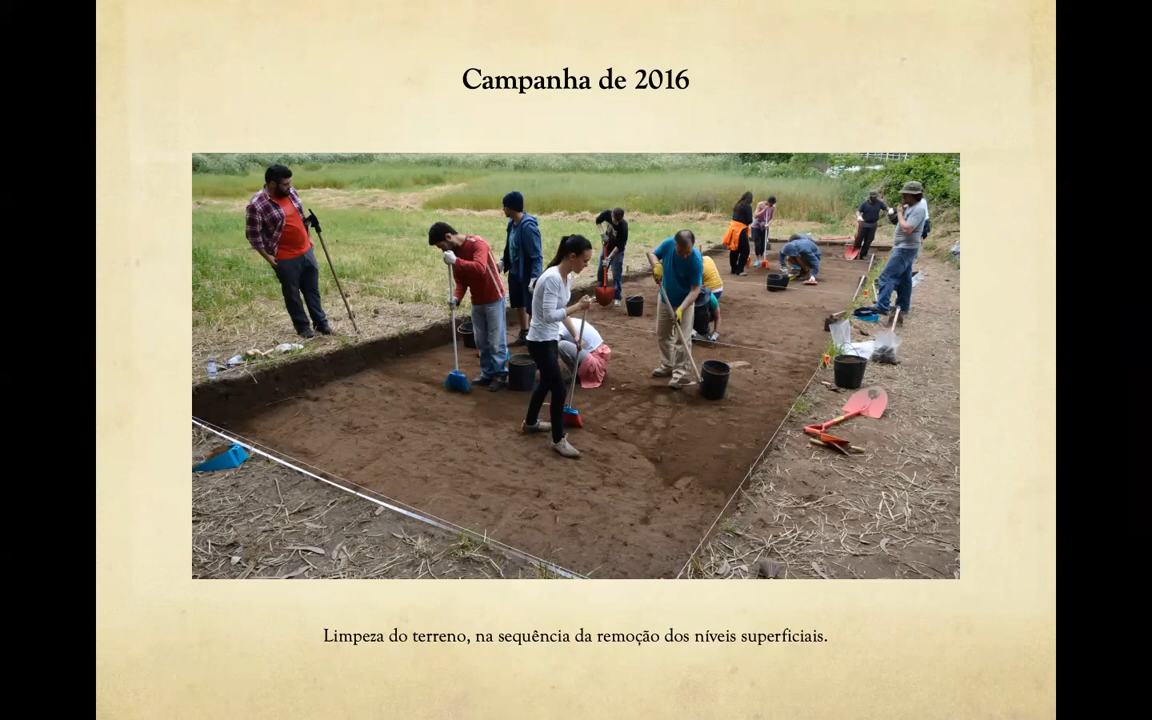 Campanha de 2016
Limpeza do terreno, na sequência da remoção dos níveis superficiais.